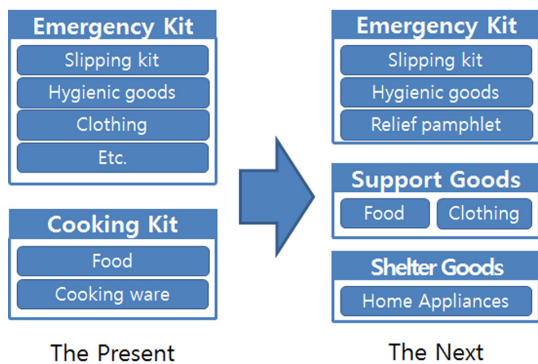 Emergency Kit
Slipping kit
Hygienic goods
Clothing
Etc.
Cooking Kit
Food
Cooking ware
The Present
Emergency Kit
Slipping kit
Hygienic goods
Relief pamphlet
Support Goods
Food Clothing
Shelter Goods
Home Appliances
The Next